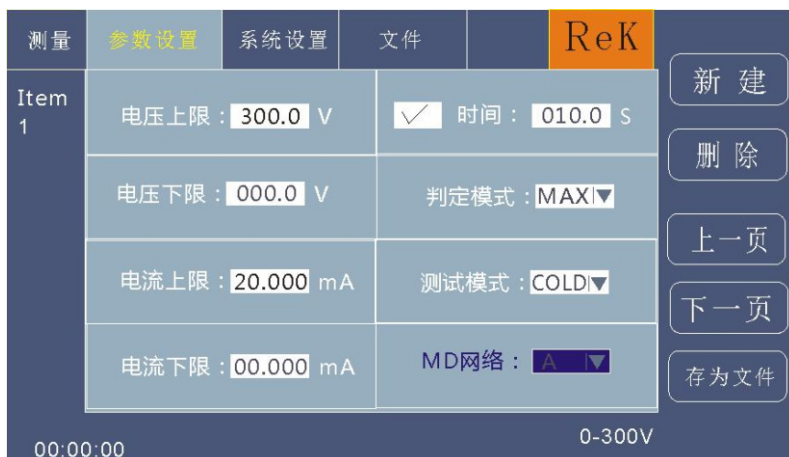 测量 参数设置 系统设置 文件 ReK
Item 1
电压上限: 300.0 V
时间: 010.0 S
电压下限: 000.0 V
判定模式: MAX
电流上限: 20.000 mA
测试模式: COLD
电流下限: 00.000 mA
MD网络: A
新 建
删 除
上一页
下一页
存为文件
00:00:00
0-300V